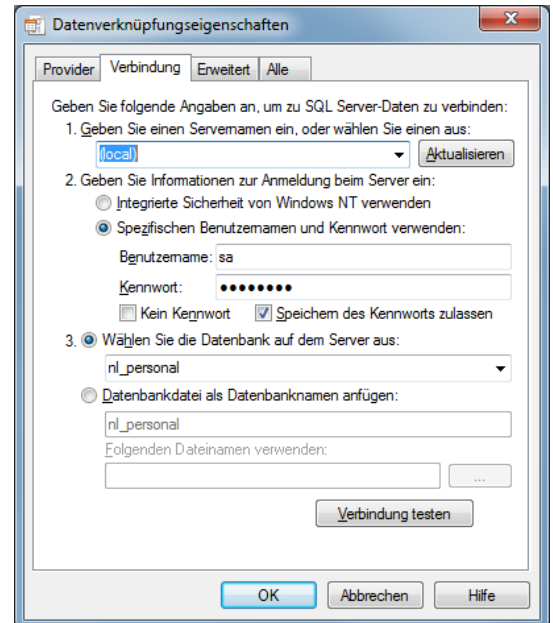 Datenverknüpfungseigenschaften
Provider Verbindung Erweitert Alle
Geben Sie folgende Angaben an, um zu SQL Server-Daten zu verbinden:
1. Geben Sie einen Servernamen ein, oder wählen Sie einen aus:
(local) Aktualisieren
2. Geben Sie Informationen zur Anmeldung beim Server ein:
Integrierte Sicherheit von Windows NT verwenden
Spezifischen Benutzernamen und Kennwort verwenden:
Benutzername: sa
Kennwort: ●●●●●●●●
Kein Kennwort Speichern des Kennworts zulassen
3. Wählen Sie die Datenbank auf dem Server aus:
nl_personal
Datenbankdatei als Datenbanknamen anfügen:
nl_personal
Folgenden Dateinamen verwenden:
...
Verbindung testen
OK Abbrechen Hilfe